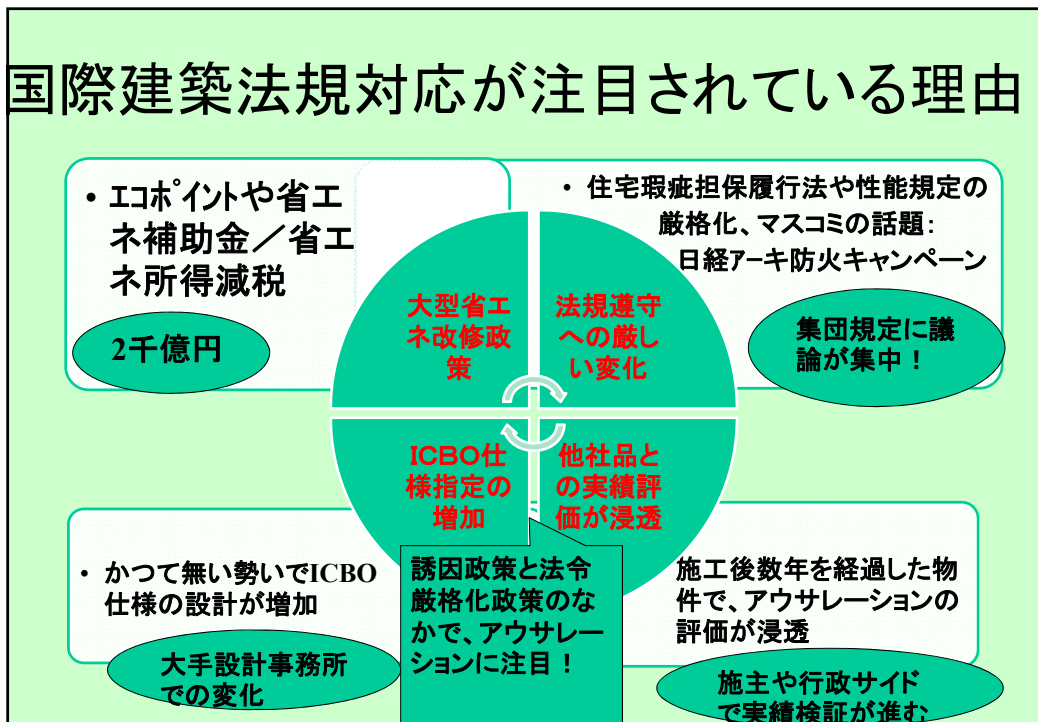 国際建築法規対応が注目されている理由
• エコポイントや省エ
ネ補助金／省エ
ネ所得減税
2千億円
• 住宅瑕疵担保履行法や性能規定の
厳格化、マスコミの話題：
日経アーキ防火キャンペーン
集団規定に議
論が集中！
大型省エ
ネ改修政
策
法規遵守
への厳し
い変化
ICBO仕
様指定の
増加
他社品と
の実績評
価が浸透
• かつて無い勢いでICBO
仕様の設計が増加
大手設計事務所
での変化
誘因政策と法令
厳格化政策のな
かで、アウサレー
ションに注目！
施工後数年を経過した物
件で、アウサレーションの
評価が浸透
施主や行政サイド
で実績検証が進む